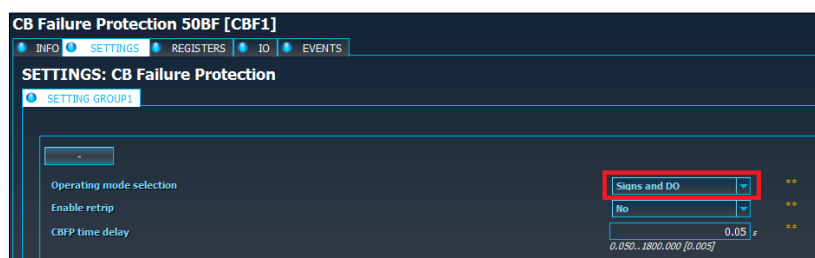 CB Failure Protection 50BF [CBF1]
INFO SETTINGS REGISTERS IO EVENTS
SETTINGS: CB Failure Protection
SETTING GROUP1
-
Operating mode selection Signs and DO **
Enable retrip No **
CBFP time delay 0.05 s **
0.050..1800.000 [0.005]